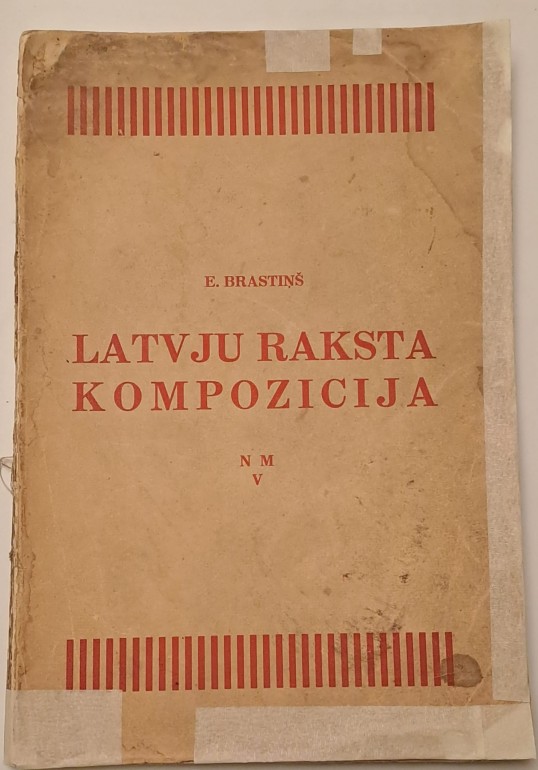 E. BRASTIŅŠ
LATVJU RAKSTA
KOMPOZICIJA
N M
V